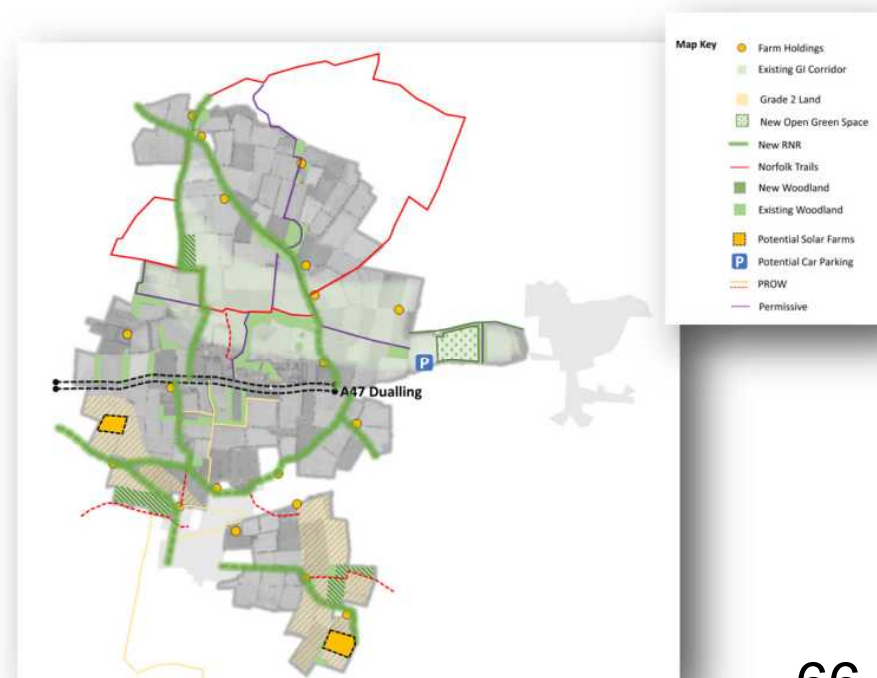 Map Key
Farm Holdings
Existing GI Corridor
Grade 2 Land
New Open Green Space
New RNR
Norfolk Trails
New Woodland
Existing Woodland
Potential Solar Farms
P Potential Car Parking
PROW
Permissive
P
A47 Dualling
66